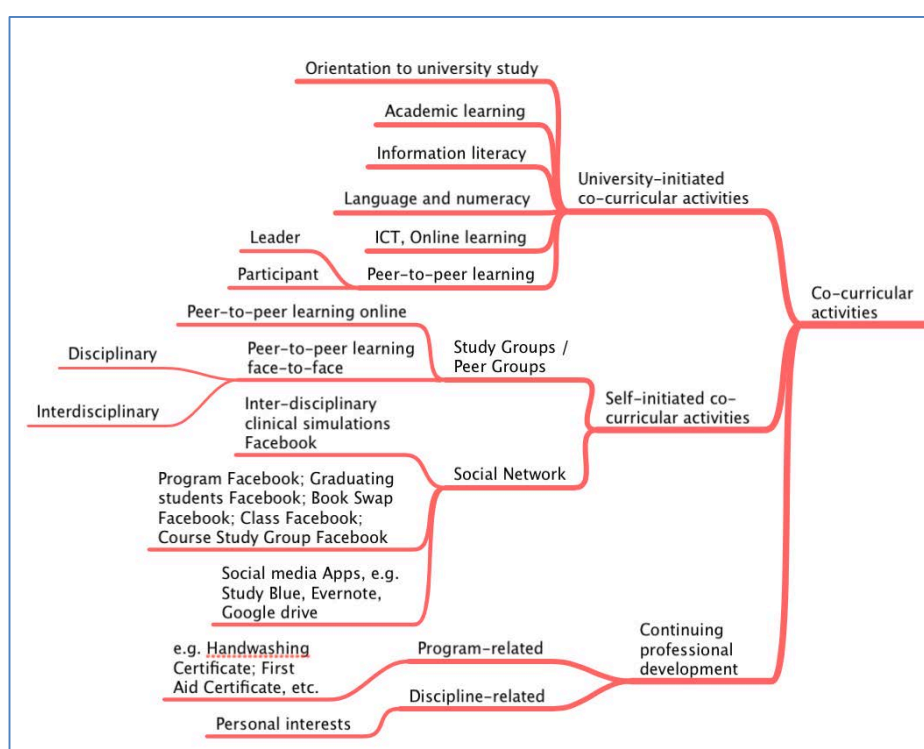 Orientation to university study
Academic learning
Information literacy
Language and numeracy
ICT, Online learning
Leader
Participant
Peer-to-peer learning
University-initiated
co-curricular activities
Co-curricular
activities
Peer-to-peer learning online
Disciplinary
Interdisciplinary
Peer-to-peer learning
face-to-face
Study Groups /
Peer Groups
Self-initiated co-
curricular activities
Inter-disciplinary
clinical simulations
Facebook
Program Facebook; Graduating
students Facebook; Book Swap
Facebook; Class Facebook;
Course Study Group Facebook
Social media Apps, e.g.
Study Blue, Evernote,
Google drive
Social Network
e.g. Handwashing
Certificate; First
Aid Certificate, etc.
Program-related
Personal interests
Discipline-related
Continuing
professional
development